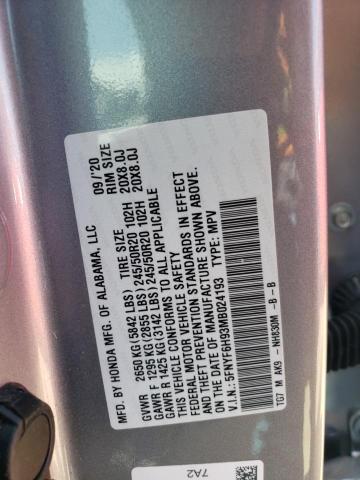 MFD. BY HONDA MFG. OF ALABAMA, LLC 09/'20
TIRE SIZE RIM SIZE
GVWR 2650 KG(5842 LBS)
GAWR F 1295 KG(2855 LBS) 245/50R20 102H 20X8.0J
GAWR R 1425 KG(3142 LBS) 245/50R20 102H 20X8.0J
THIS VEHICLE CONFORMS TO ALL APPLICABLE
FEDERAL MOTOR VEHICLE SAFETY
AND THEFT PREVENTION STANDARDS IN EFFECT
ON THE DATE OF MANUFACTURE SHOWN ABOVE.
V.I.N.: 5FNYF6H93MB024193 TYPE: MPV
TG7 M AK9 - NH830M -B -B
7A2